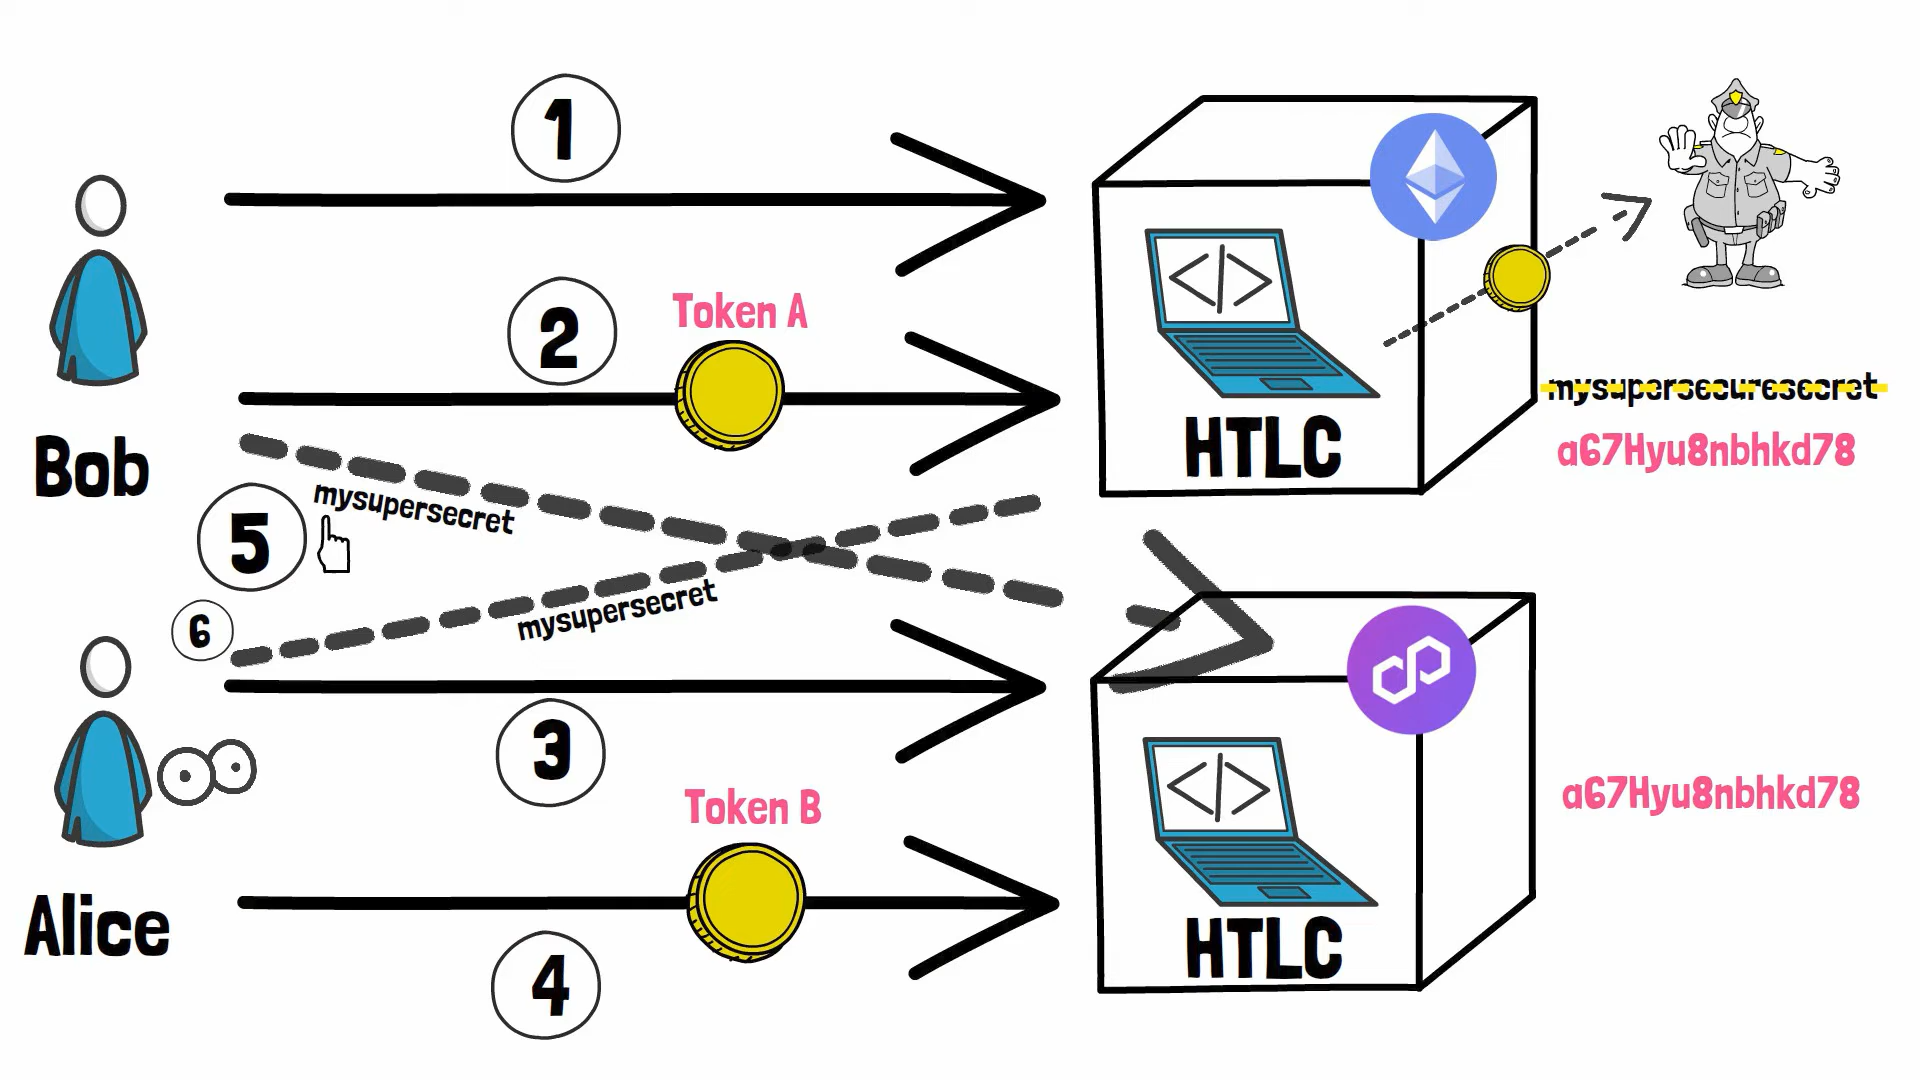 1
2
Token A
HTLC
mysupersecuresecret
a67Hyu8nbhkd78
Bob
mysupersecret
5
6
mysupersecret
3
Token B
a67Hyu8nbhkd78
Alice
HTLC
4